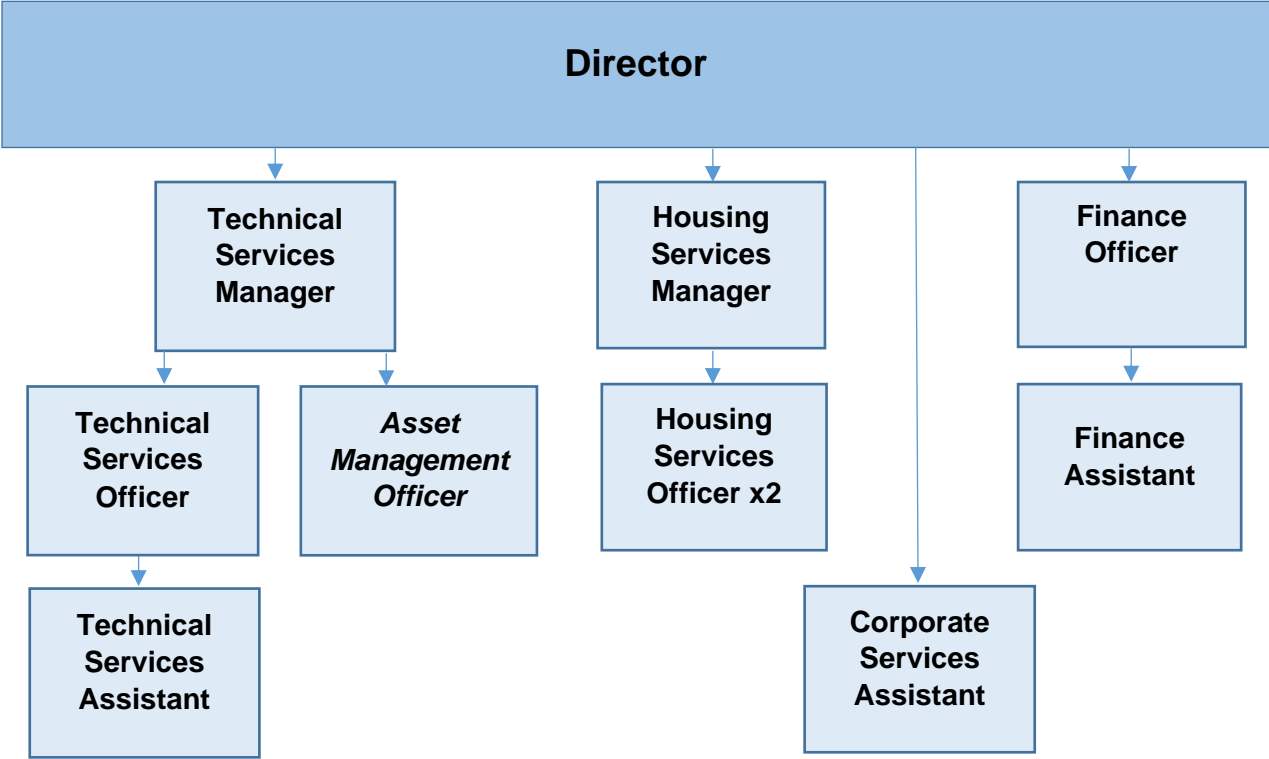 Director
Technical
Services
Manager
Housing
Services
Manager
Finance
Officer
Technical
Services
Officer
Asset
Management
Officer
Housing
Services
Officer x2
Finance
Assistant
Technical
Services
Assistant
Corporate
Services
Assistant